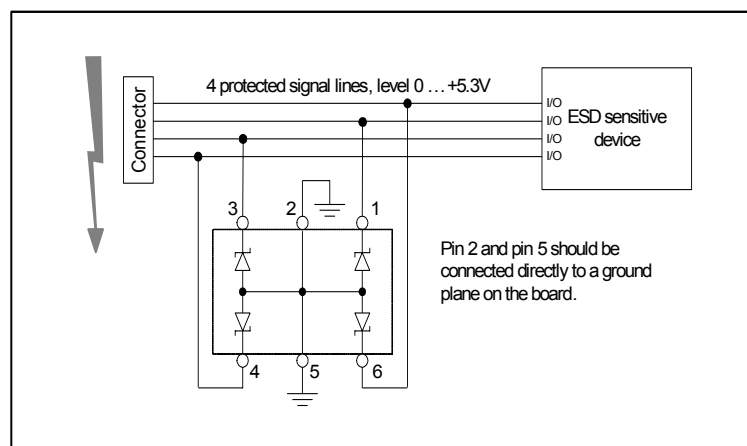 4 protected signal lines, level 0 … +5.3V
Connector
I/O
I/O
I/O
I/O
ESD sensitive
device
3
2
1
Pin 2 and pin 5 should be
connected directly to a ground
plane on the board.
4
5
6